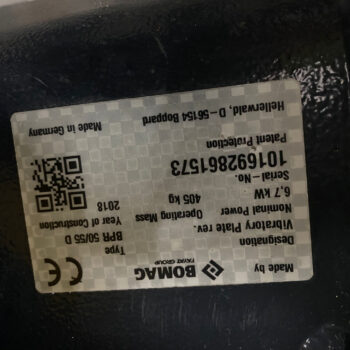 Made by
BOMAG
FAYAT GROUP
Designation
Type
Vibratory Plate rev.
BPR 50/55 D
Nominal Power
Operating Mass
Year of Construction
6.7 kW
405 kg
2018
Serial-No.
101692861573
Patent Protection
Hellerwald, D - 56154 Boppard
Made in Germany
CE